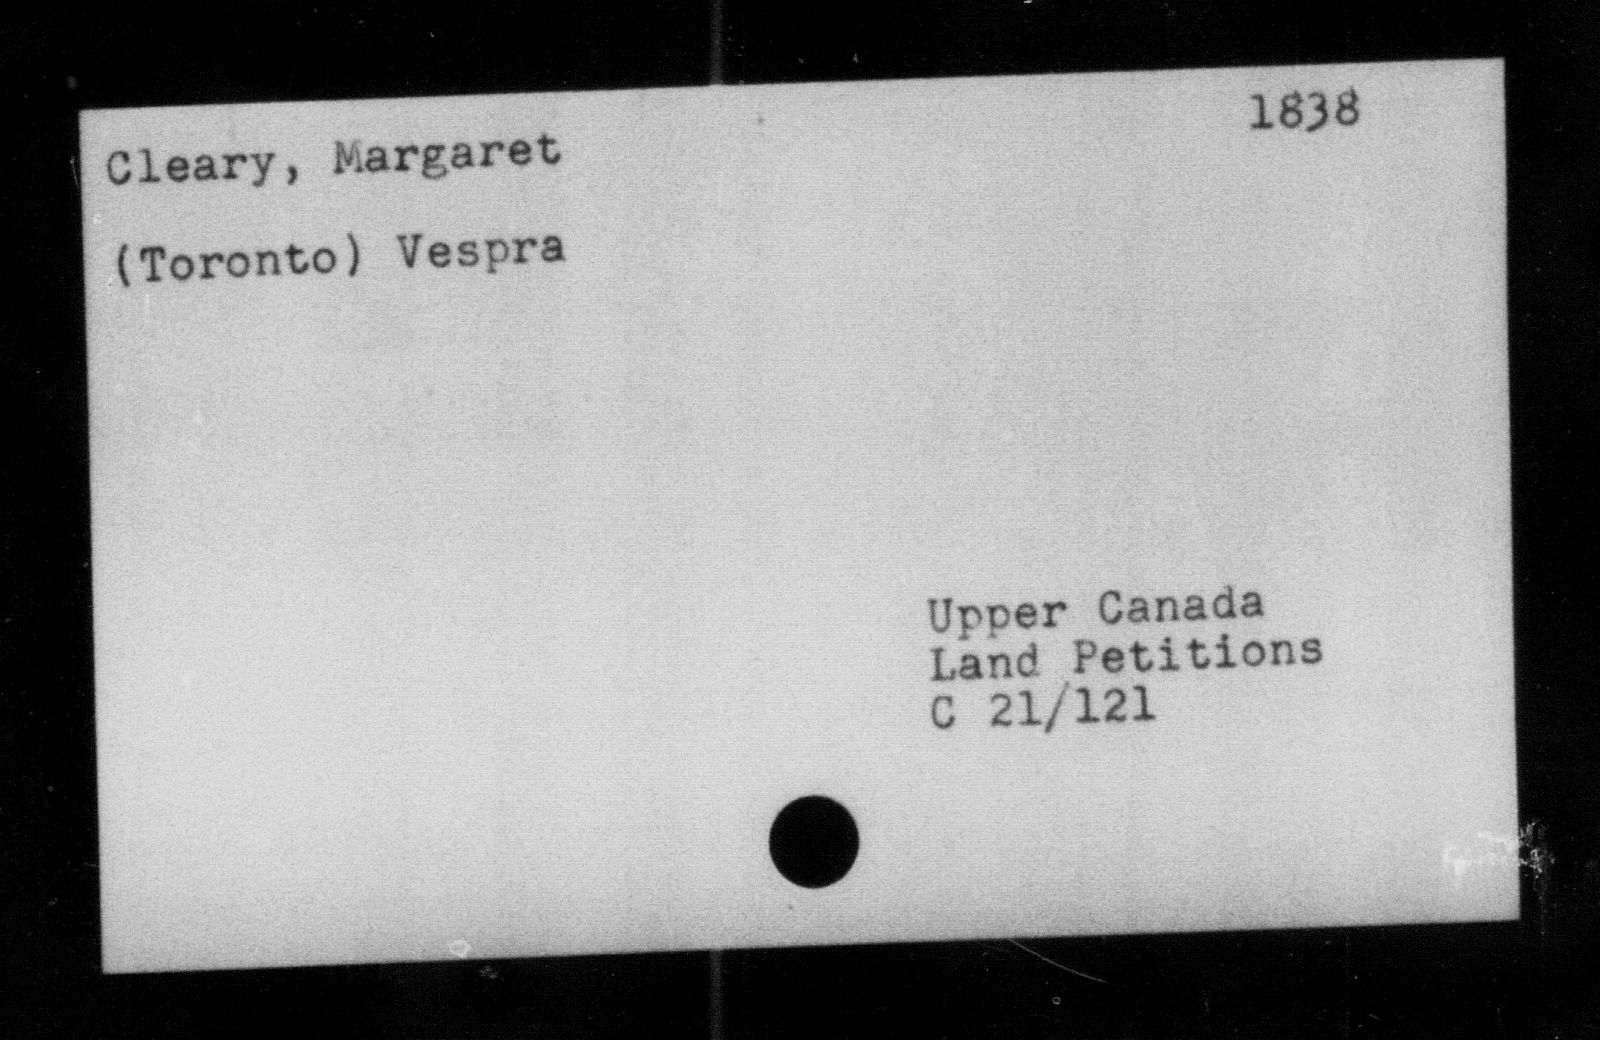 1838
Cleary, Margaret
(Toronto) Vespra
Upper Canada
Land Petitions
C 21/121